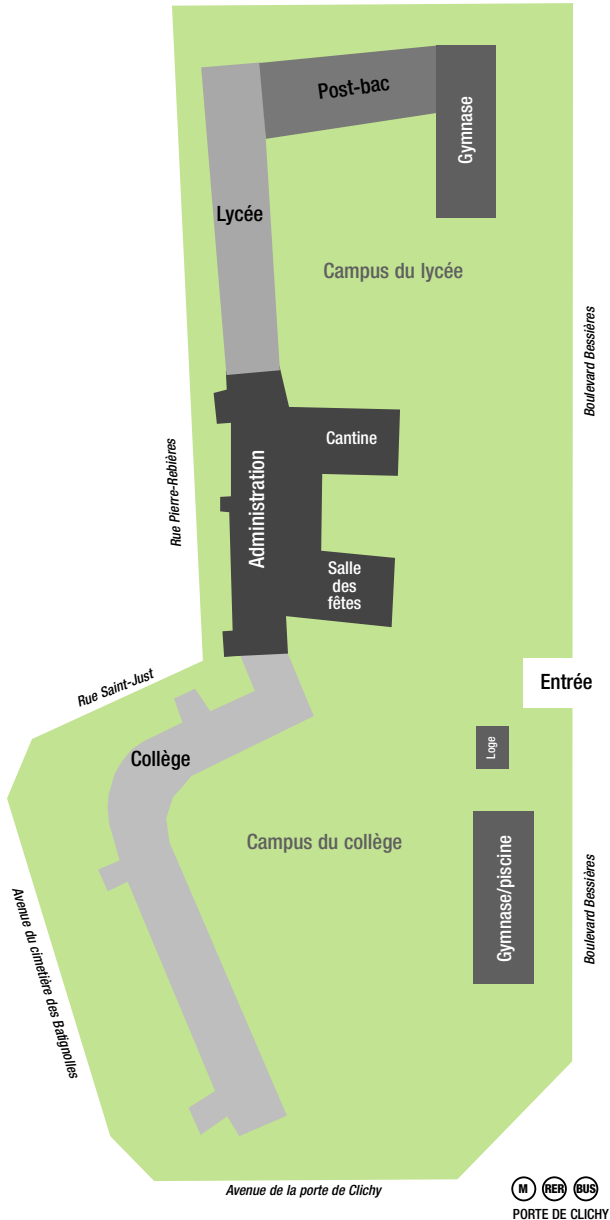 Post-bac
Gymnase
Lycée
Campus du lycée
Boulevard Bessières
Cantine
Rue Pierre-Rebières
Administration
Salle
des
fêtes
Entrée
Rue Saint-Just
Loge
Collège
Campus du collège
Gymnase/piscine
Boulevard Bessières
Avenue du cimetière des Batignolles
Avenue de la porte de Clichy
M RER BUS
PORTE DE CLICHY